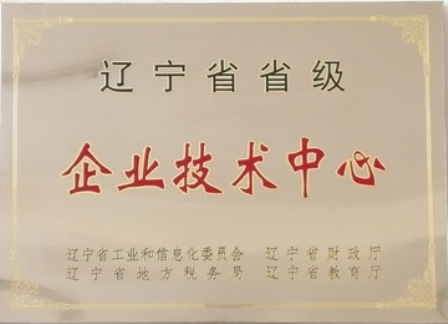 辽宁省省级
企业技术中心
辽宁省工业和信息化委员会 辽宁省财政厅
辽宁省地方税务局 辽宁省教育厅